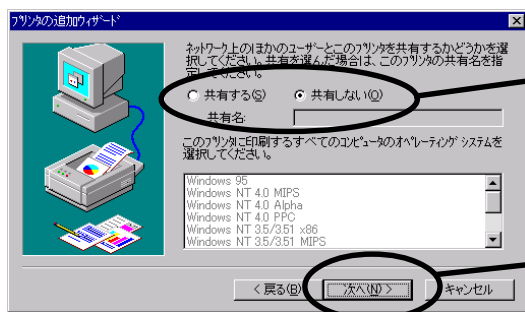 プリンタの追加ウィザード
ネットワーク上のほかのユーザーとこのプリンタを共有するかどうかを選
択してください。共有を選んだ場合は、このプリンタの共有名を指
定してください。
共有する(S) 共有しない(O)
共有名:
このプリンタに印刷するすべてのコンピュータのオペレーティング システムを
選択してください。
Windows 95
Windows NT 4.0 MIPS
Windows NT 4.0 Alpha
Windows NT 4.0 PPC
Windows NT 3.5/3.51 x86
Windows NT 3.5/3.51 MIPS
< 戻る(B) 次へ(N) > キャンセル